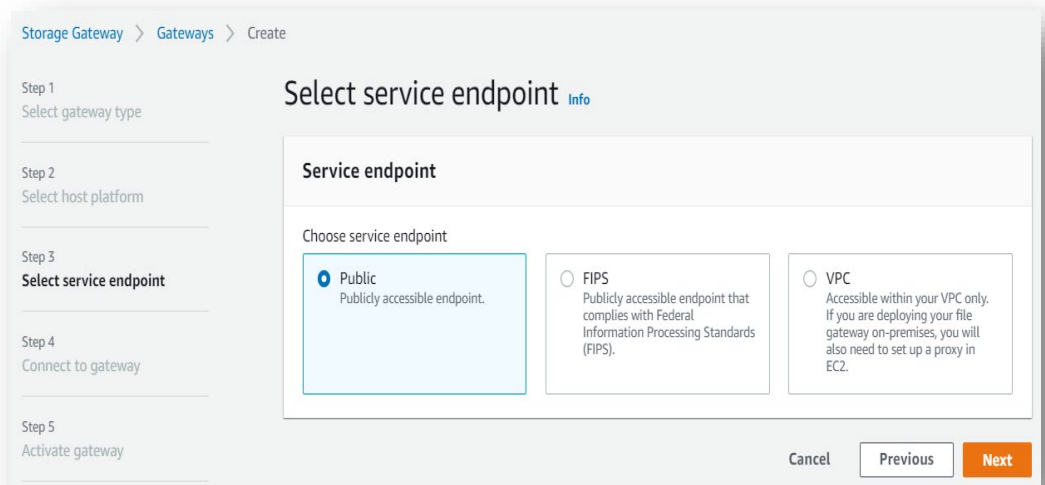 Storage Gateway > Gateways > Create
Step 1
Select gateway type
Step 2
Select host platform
Step 3
Select service endpoint
Step 4
Connect to gateway
Step 5
Activate gateway
Select service endpoint Info
Service endpoint
Choose service endpoint
Public
Publicly accessible endpoint.
FIPS
Publicly accessible endpoint that
complies with Federal
Information Processing Standards
(FIPS).
VPC
Accessible within your VPC only.
If you are deploying your file
gateway on-premises, you will
also need to set up a proxy in
EC2.
Cancel
Previous
Next